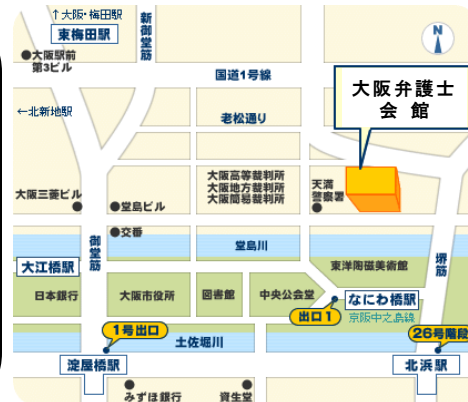 ↑大阪・梅田駅
東梅田駅
新御堂筋
N
大阪駅前
第3ビル
国道1号線
←北新地駅
老松通り
大阪弁護士
会館
大阪三菱ビル
堂島ビル
大阪高等裁判所
大阪地方裁判所
大阪簡易裁判所
天満
警察署
交番
御堂筋
堂島川
堺筋
大江橋駅
東洋陶磁美術館
日本銀行
大阪市役所
図書館
中央公会堂
なにわ橋駅
出口1
京阪中之島線
1号出口
土佐堀川
26号階段
淀屋橋駅
北浜駅
みずほ銀行
資生堂